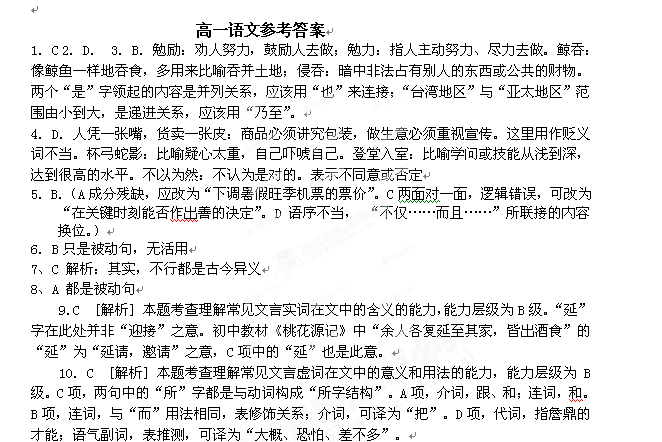 高一语文参考答案
1. C 2. D. 3. B. 勉励：劝人努力，鼓励人去做；勉力：指人主动努力、尽力去做。鲸吞：
像鲸鱼一样地吞食，多用来比喻吞并土地；侵吞：暗中非法占有别人的东西或公共的财物。
两个“是”字领起的内容是并列关系，应该用“也”来连接；“台湾地区”与“亚太地区”范
围由小到大，是递进关系，应该用“乃至”。
4. D. 人凭一张嘴，货卖一张皮：商品必须讲究包装，做生意必须重视宣传。这里用作贬义
词不当。杯弓蛇影：比喻疑心太重，自己吓唬自己。登堂入室：比喻学问或技能从浅到深，
达到很高的水平。不以为然：不认为是对的。表示不同意或否定
5. B.（A成分残缺，应改为“下调暑假旺季机票的票价”。C两面对一面，逻辑错误，可改为
“在关键时刻能否作出善的决定”。D 语序不当， “不仅……而且……”所联接的内容
换位。）
6. B只是被动句，无活用
7、C 解析：其实，不行都是古今异义
8、A 都是被动句
9.C [解析] 本题考查理解常见文言实词在文中的含义的能力,能力层级为 B 级。“延”
字在此处并非“迎接”之意。初中教材《桃花源记》中“余人各复延至其家，皆出酒食”的
“延”为“延请，邀请”之意，C项中的“延”也是此意。
10. C [解析] 本题考查理解常见文言虚词在文中的意义和用法的能力，能力层级为 B
级。C项，两句中的“所”字都是与动词构成“所字结构”。A项，介词，跟、和；连词，和。
B项，连词，与“而”用法相同，表修饰关系；介词，可译为“把”。D项，代词，指詹鼎的
才能；语气副词，表推测，可译为“大概、恐怕、差不多”。